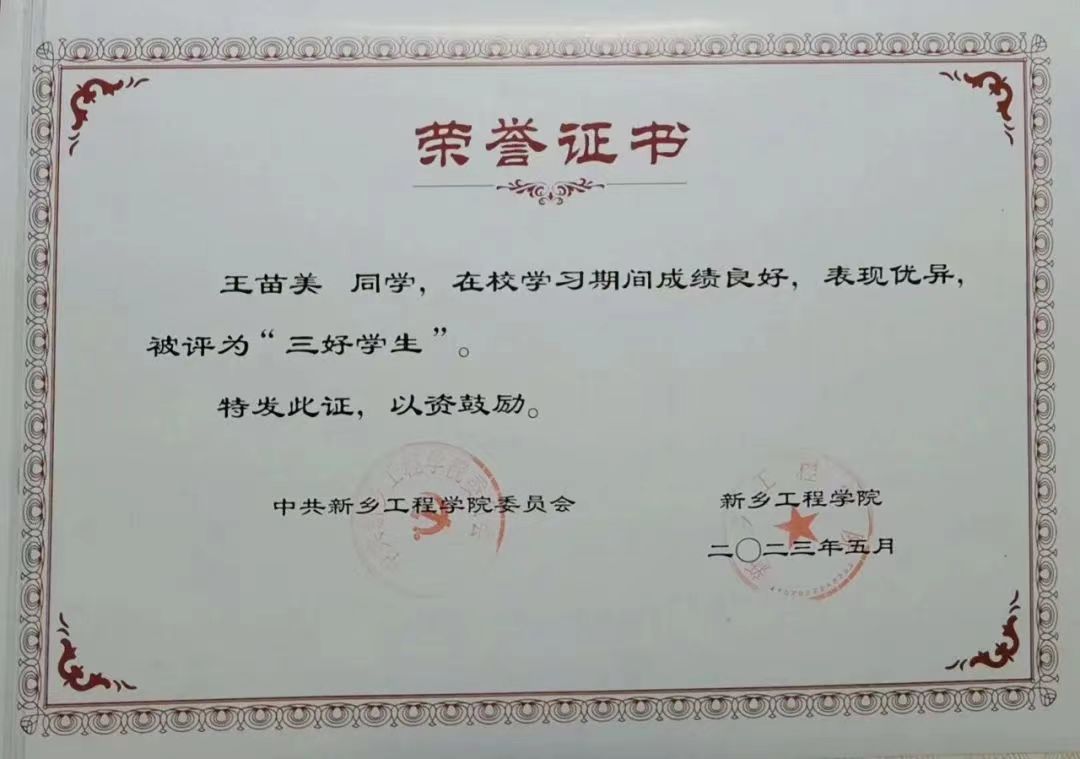 荣誉证书
王苗美 同学，在校学习期间成绩良好，表现优异，
被评为“三好学生”。
特发此证，以资鼓励。
中共新乡工程学院委员会
新乡工程学院
二〇二三年五月